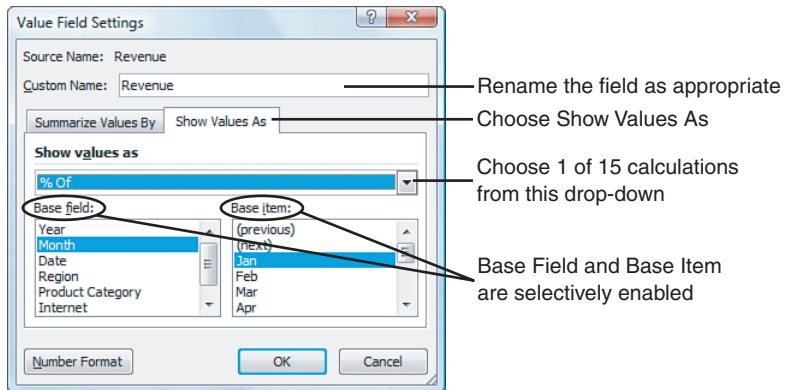 Value Field Settings
Source Name: Revenue
Custom Name: Revenue
Summarize Values By Show Values As
Show values as
% Of
Base field: Base item:
Year
Month
Date
Region
Product Category
Internet
(previous)
(next)
Jan
Feb
Mar
Apr
Number Format OK Cancel
Rename the field as appropriate
Choose Show Values As
Choose 1 of 15 calculations
from this drop-down
Base Field and Base Item
are selectively enabled